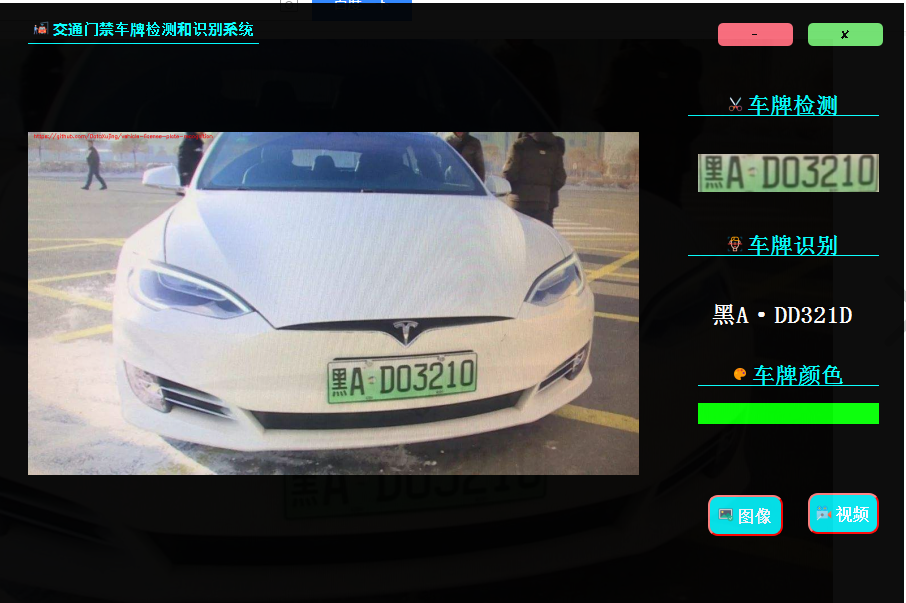 交通门禁车牌检测和识别系统
-
✘
车牌检测
https://github.com/DataXujing/vehicle-license-plate-recognition
黑A·D03210
车牌识别
黑A·DD321D
车牌颜色
黑A·D03210
图像
视频